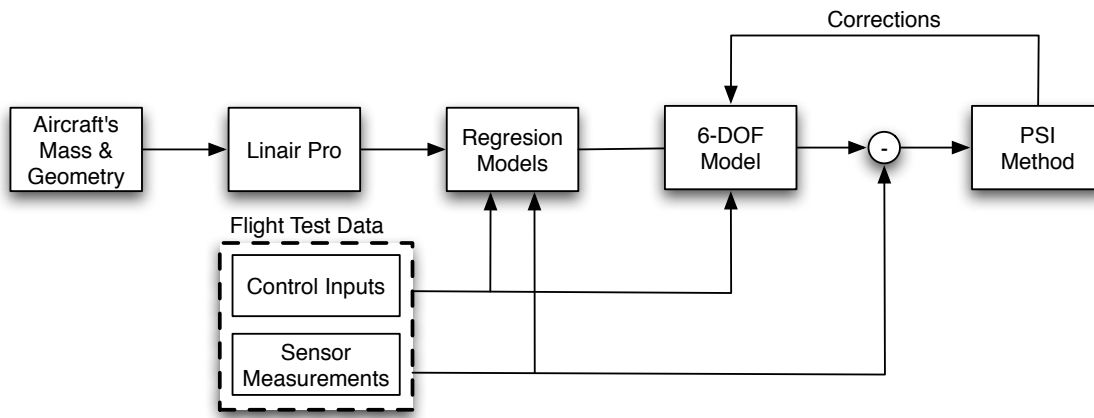 Corrections
Aircraft's
Mass &
Geometry
Linair Pro
Regresion
Models
6-DOF
Model
-
PSI
Method
Flight Test Data
Control Inputs
Sensor
Measurements